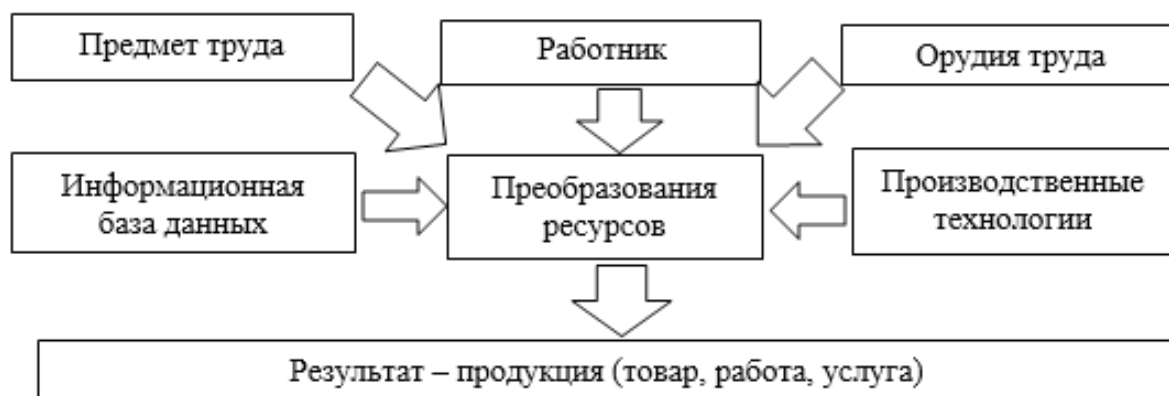 Предмет труда
Работник
Орудия труда
Информационная
база данных
Преобразования
ресурсов
Производственные
технологии
Результат – продукция (товар, работа, услуга)